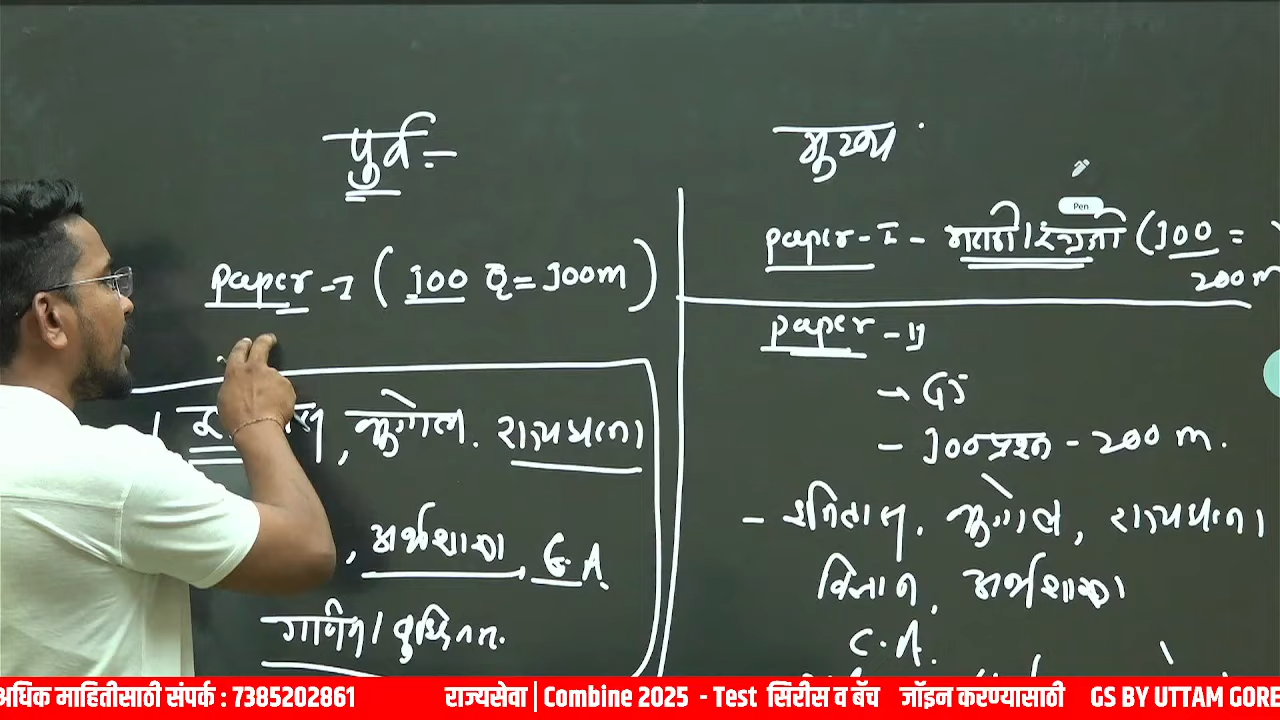 पुर्व :-
paper - I ( 100 Q = 100m )
भुगोल. राज्यघटना
, अर्थशास्त्र, C.A.
गणित / बुध्दिमत्ता.
मुख्य
Pen
paper - I - मराठी / इंग्रजी ( 100 =
200 m
paper - II
→ GS
- 100 प्रश्न - 200 m.
- इतिहास, भुगोल, राज्यघटना
विज्ञान, अर्थशास्त्र
C.A.
अधिक माहितीसाठी संपर्क : 7385202861 राज्यसेवा | Combine 2025 - Test सिरीस व बॅच जॉइन करण्यासाठी GS BY UTTAM GORE